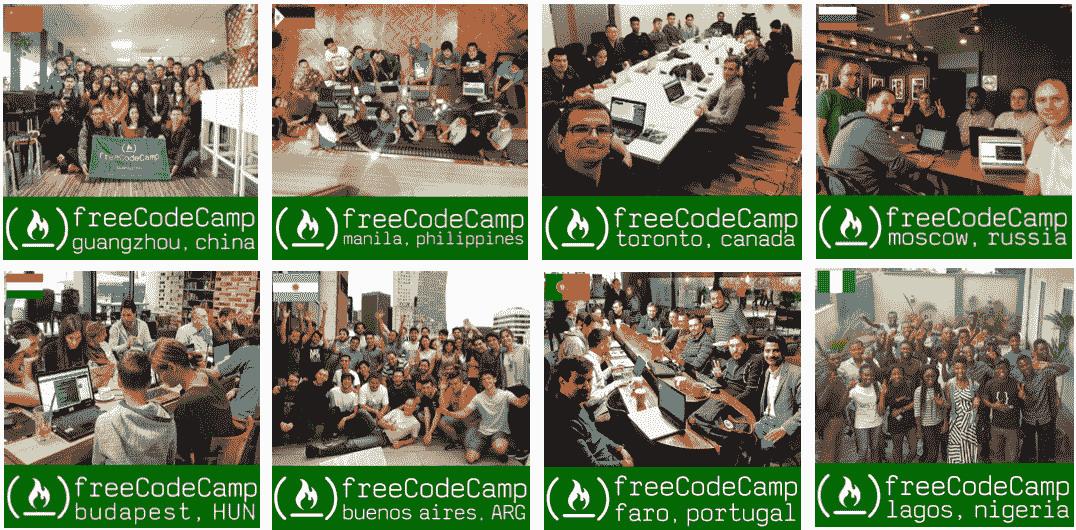 freeCodeCamp
freeCodeCamp
guangzhou, china
freeCodeCamp
manila, philippines
freeCodeCamp
toronto, canada
freeCodeCamp
moscow, russia
freeCodeCamp
budapest, HUN
freeCodeCamp
buenos aires, ARG
freeCodeCamp
faro, portugal
freeCodeCamp
lagos, nigeria